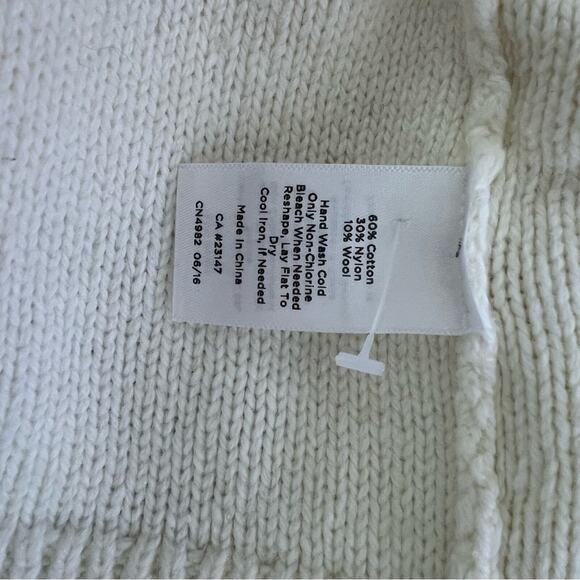 60% Cotton
30% Nylon
10% Wool
Hand Wash Cold
Only Non-Chlorine
Bleach When Needed
Reshape, Lay Flat To
Dry
Cool Iron, If Needed
Made In China
CA #23147
CN4982 06/16